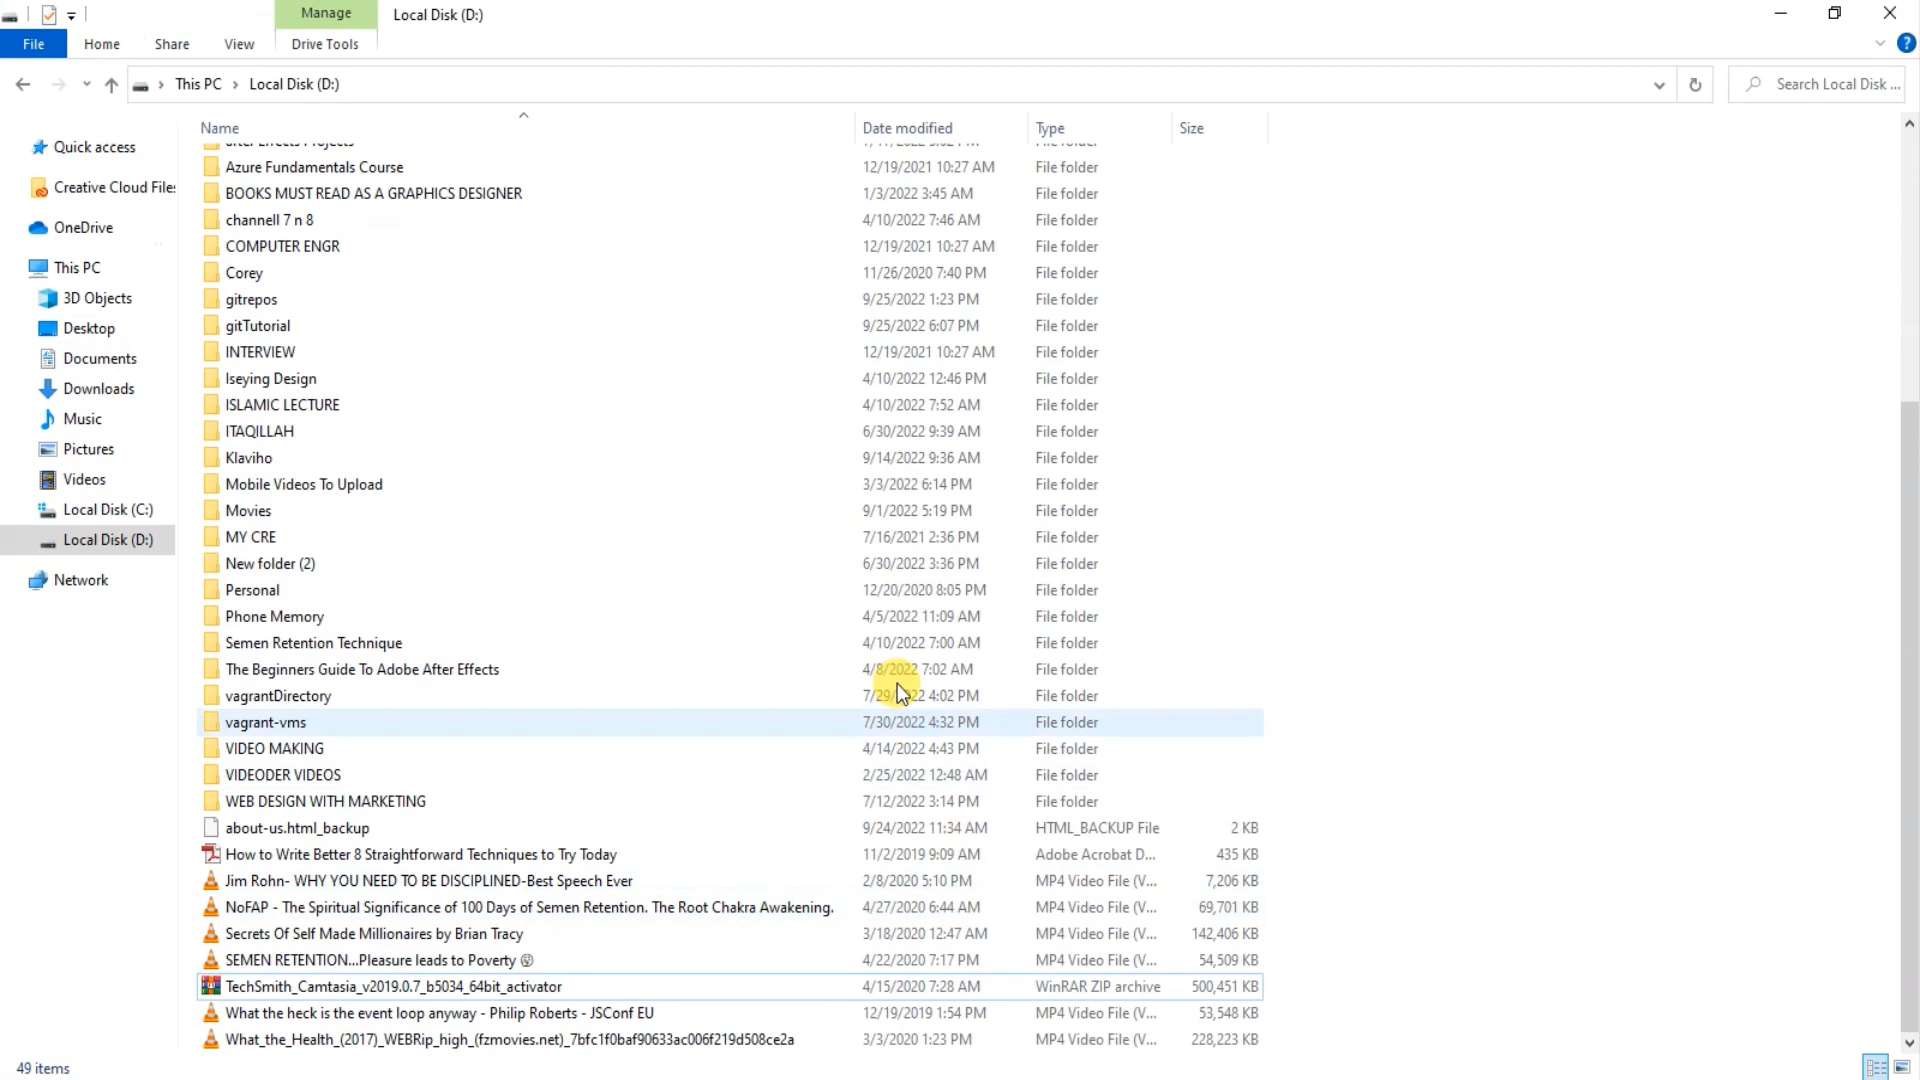 Manage
Local Disk (D:)
File
Home
Share
View
Drive Tools
This PC
Local Disk (D:)
Search Local Disk ...
Name
Date modified
Type
Size
Quick access
Creative Cloud Files
OneDrive
This PC
3D Objects
Desktop
Documents
Downloads
Music
Pictures
Videos
Local Disk (C:)
Local Disk (D:)
Network
Azure Fundamentals Course 12/19/2021 10:27 AM File folder
BOOKS MUST READ AS A GRAPHICS DESIGNER 1/3/2022 3:45 AM File folder
channell 7 n 8 4/10/2022 7:46 AM File folder
COMPUTER ENGR 12/19/2021 10:27 AM File folder
Corey 11/26/2020 7:40 PM File folder
gitrepos 9/25/2022 1:23 PM File folder
gitTutorial 9/25/2022 6:07 PM File folder
INTERVIEW 12/19/2021 10:27 AM File folder
Iseying Design 4/10/2022 12:46 PM File folder
ISLAMIC LECTURE 4/10/2022 7:52 AM File folder
ITAQILLAH 6/30/2022 9:39 AM File folder
Klaviho 9/14/2022 9:36 AM File folder
Mobile Videos To Upload 3/3/2022 6:14 PM File folder
Movies 9/1/2022 5:19 PM File folder
MY CRE 7/16/2021 2:36 PM File folder
New folder (2) 6/30/2022 3:36 PM File folder
Personal 12/20/2020 8:05 PM File folder
Phone Memory 4/5/2022 11:09 AM File folder
Semen Retention Technique 4/10/2022 7:00 AM File folder
The Beginners Guide To Adobe After Effects 4/8/2022 7:02 AM File folder
vagrantDirectory 4:02 PM File folder
vagrant-vms 7/30/2022 4:32 PM File folder
VIDEO MAKING 4/14/2022 4:43 PM File folder
VIDEODER VIDEOS 2/25/2022 12:48 AM File folder
WEB DESIGN WITH MARKETING 7/12/2022 3:14 PM File folder
about-us.html_backup 9/24/2022 11:34 AM HTML_BACKUP File 2 KB
How to Write Better 8 Straightforward Techniques to Try Today 11/2/2019 9:09 AM Adobe Acrobat D... 435 KB
Jim Rohn- WHY YOU NEED TO BE DISCIPLINED-Best Speech Ever 2/8/2020 5:10 PM MP4 Video File (V... 7,206 KB
NoFAP - The Spiritual Significance of 100 Days of Semen Retention. The Root Chakra Awakening. 4/27/2020 6:44 AM MP4 Video File (V... 69,701 KB
Secrets Of Self Made Millionaires by Brian Tracy 3/18/2020 12:47 AM MP4 Video File (V... 142,406 KB
SEMEN RETENTION...Pleasure leads to Poverty 4/22/2020 7:17 PM MP4 Video File (V... 54,509 KB
TechSmith_Camtasia_v2019.0.7_b5034_64bit_activator 4/15/2020 7:28 AM WinRAR ZIP archive 500,451 KB
What the heck is the event loop anyway - Philip Roberts - JSConf EU 12/19/2019 1:54 PM MP4 Video File (V... 53,548 KB
What_the_Health_(2017)_WEBRip_high_(fzmovies.net)_7bfc1f0baf90633ac006f219d508ce2a 3/3/2020 1:23 PM MP4 Video File (V... 228,223 KB
49 items